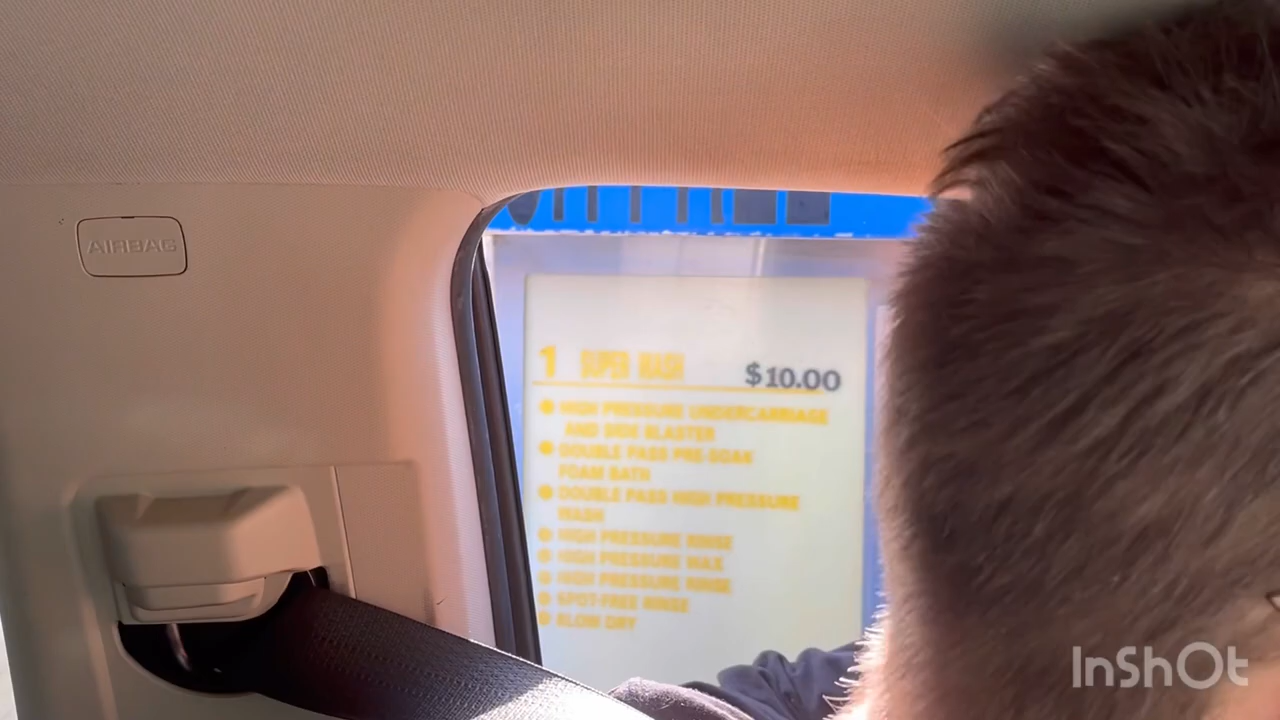 AIRBAG
1 SUPER WASH $10.00
HIGH PRESSURE UNDERCARRIAGE
AND SIDE BLASTER
DOUBLE PASS PRE-SOAK
FOAM BATH
DOUBLE PASS HIGH PRESSURE
WASH
HIGH PRESSURE RINSE
HIGH PRESSURE WAX
HIGH PRESSURE RINSE
SPOT-FREE RINSE
BLOW DRY
InShOt